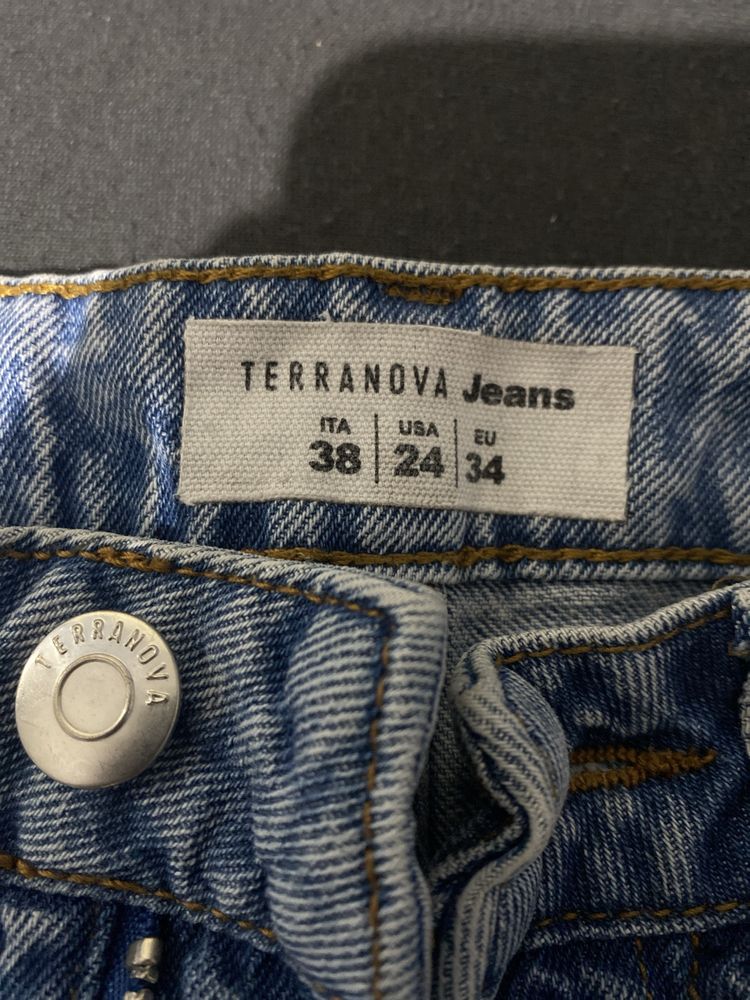 TERRANOVA Jeans
ITA USA EU
38 24 34
TERRANOVA